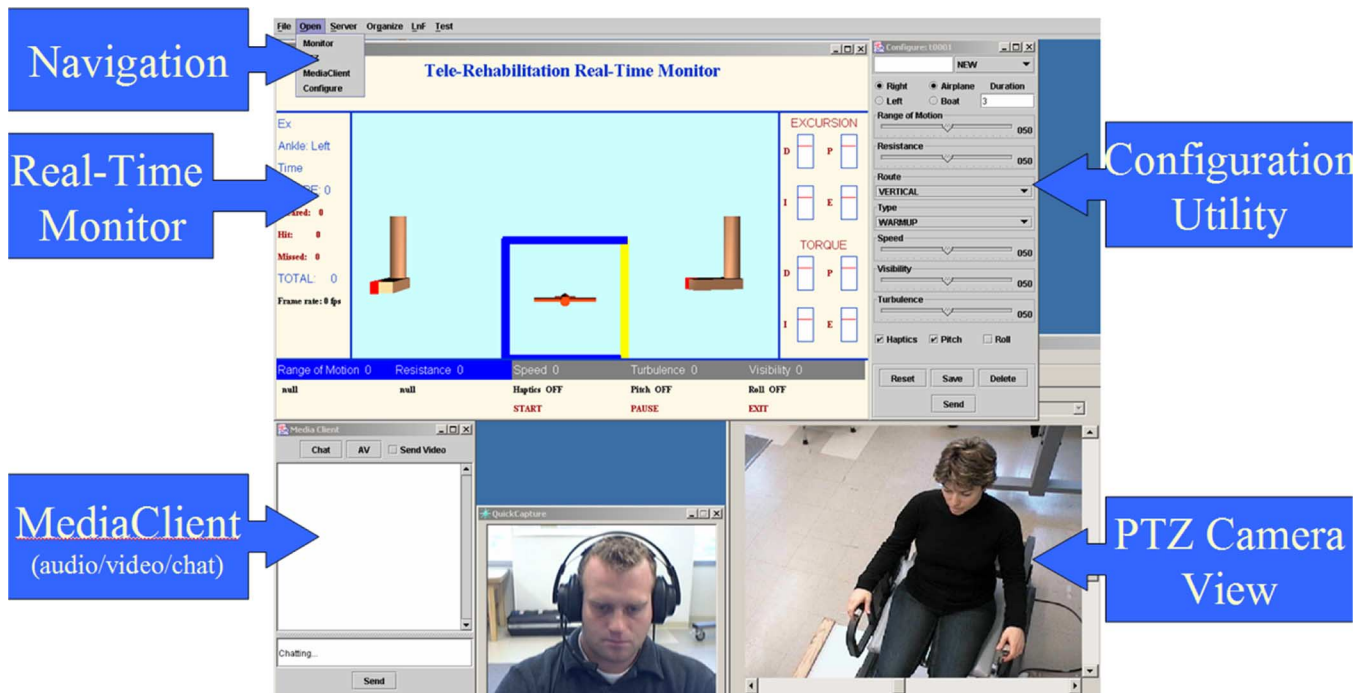 Navigation
Real-Time
Monitor
MediaClient
(audio/video/chat)
Configuration
Utility
PTZ Camera
View
File Open Server Organize LnF Test
Monitor
MediaClient
Configure
Tele-Rehabilitation Real-Time Monitor
Ex
Ankle: Left
Time
0
0
Hit: 0
Missed: 0
TOTAL: 0
Frame rate: 0 fps
EXCURSION
D P
I E
TORQUE
D P
I E
Range of Motion 0 Resistance 0 Speed 0 Turbulence 0 Visibility 0
null null Haptics OFF Pitch OFF Roll OFF
START PAUSE EXIT
Configure: t0001
NEW
Right Airplane Duration
Left Boat 3
Range of Motion
050
Resistance
050
Route
VERTICAL
Type
WARMUP
Speed
050
Visibility
050
Turbulence
050
Haptics Pitch Roll
Reset Save Delete
Send
Media Client
Chat AV Send Video
Chatting...
Send
QuickCapture